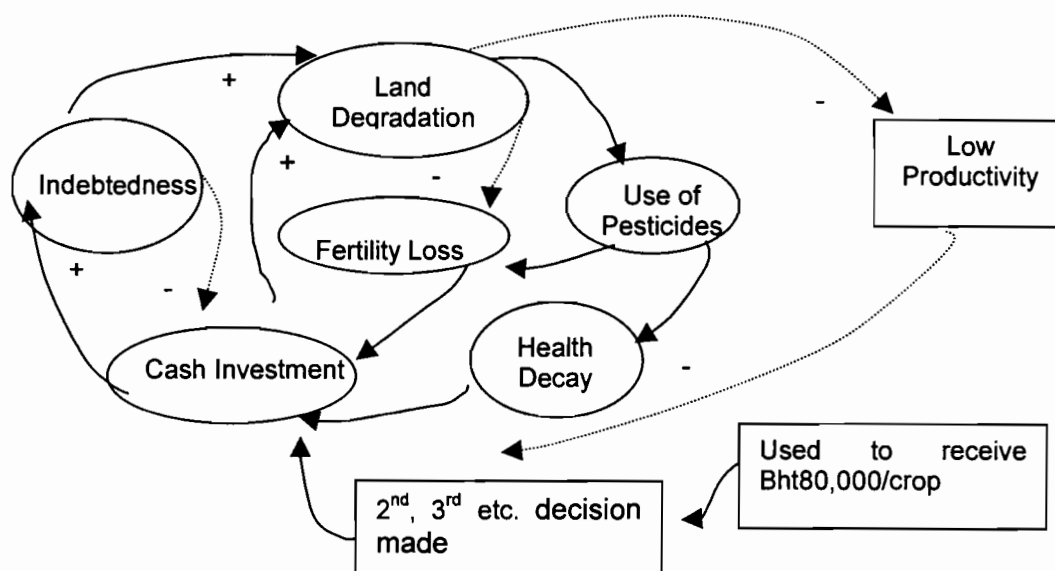 +
Land
Degradation
-
Low
Productivity
Indebtedness
+
-
Use of
Pesticides
Fertility Loss
+
-
Cash Investment
Health
Decay
-
Used to receive
Bht80,000/crop
2nd, 3rd etc. decision
made